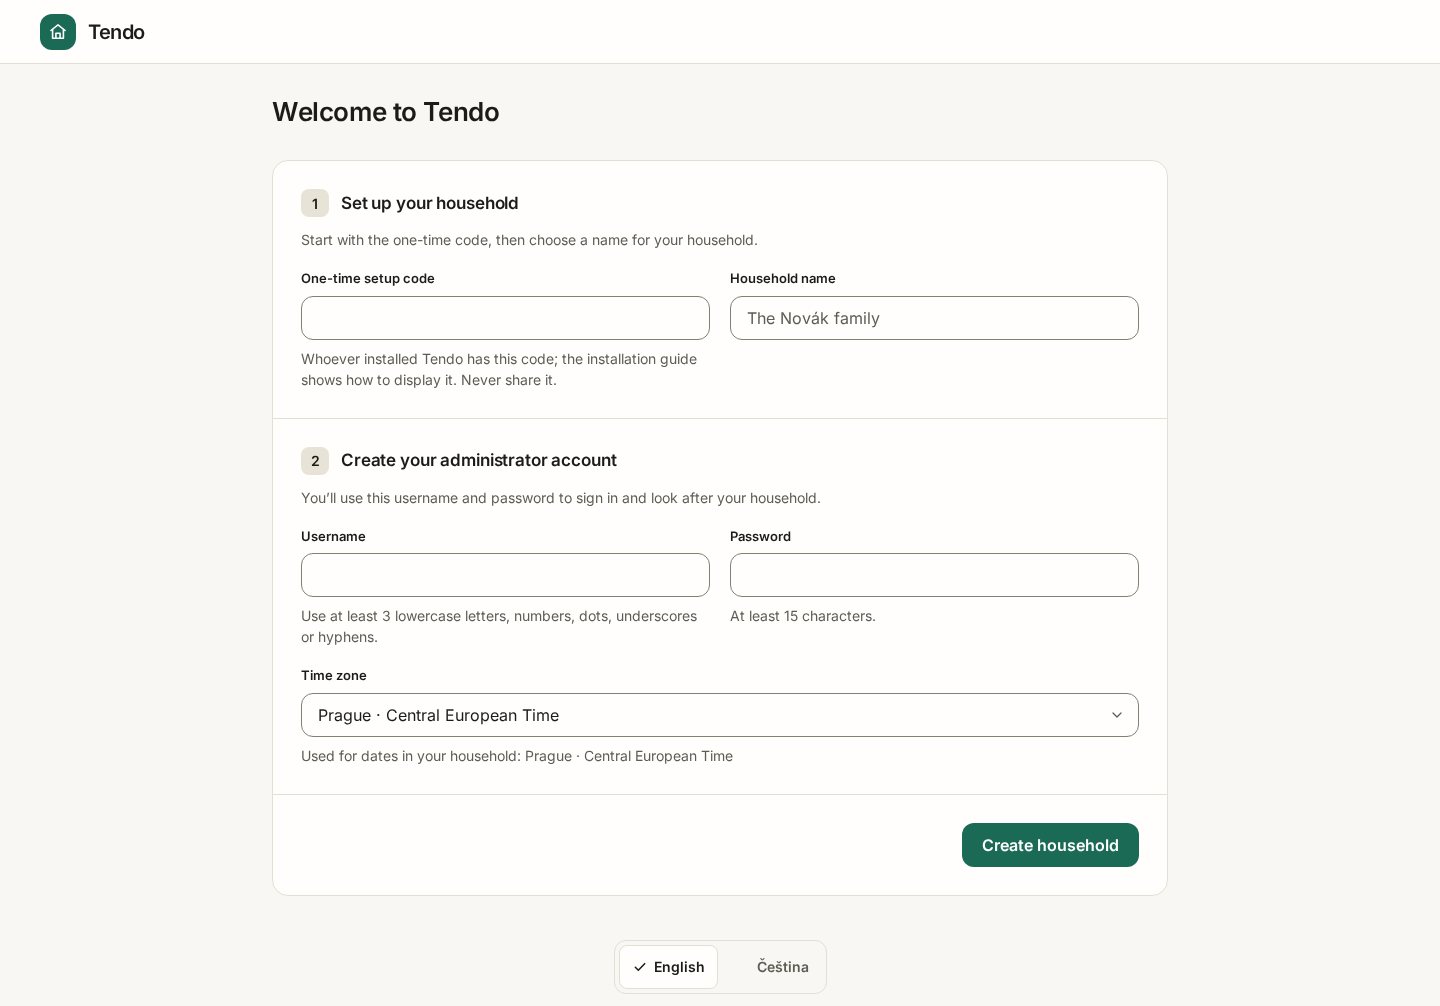 Tendo
Welcome to Tendo
1 Set up your household
Start with the one-time code, then choose a name for your household.
One-time setup code
Household name
The Novák family
Whoever installed Tendo has this code; the installation guide
shows how to display it. Never share it.
2 Create your administrator account
You’ll use this username and password to sign in and look after your household.
Username
Password
Use at least 3 lowercase letters, numbers, dots, underscores
or hyphens.
At least 15 characters.
Time zone
Prague · Central European Time
Used for dates in your household: Prague · Central European Time
Create household
English
Čeština